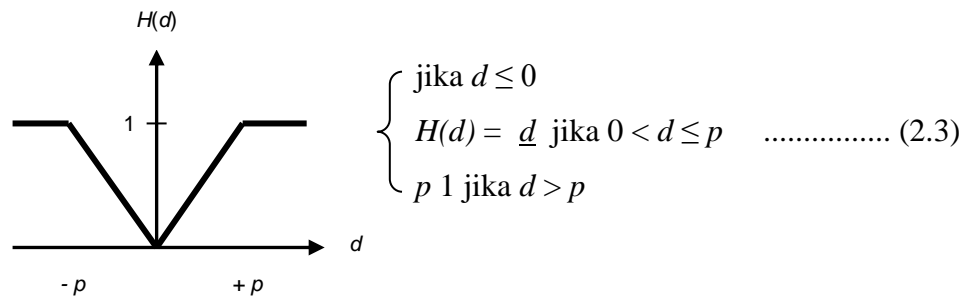 H(d)
1
d
- p
+ p
jika d ≤ 0
H(d) = d jika 0 < d ≤ p ................ (2.3)
p 1 jika d > p